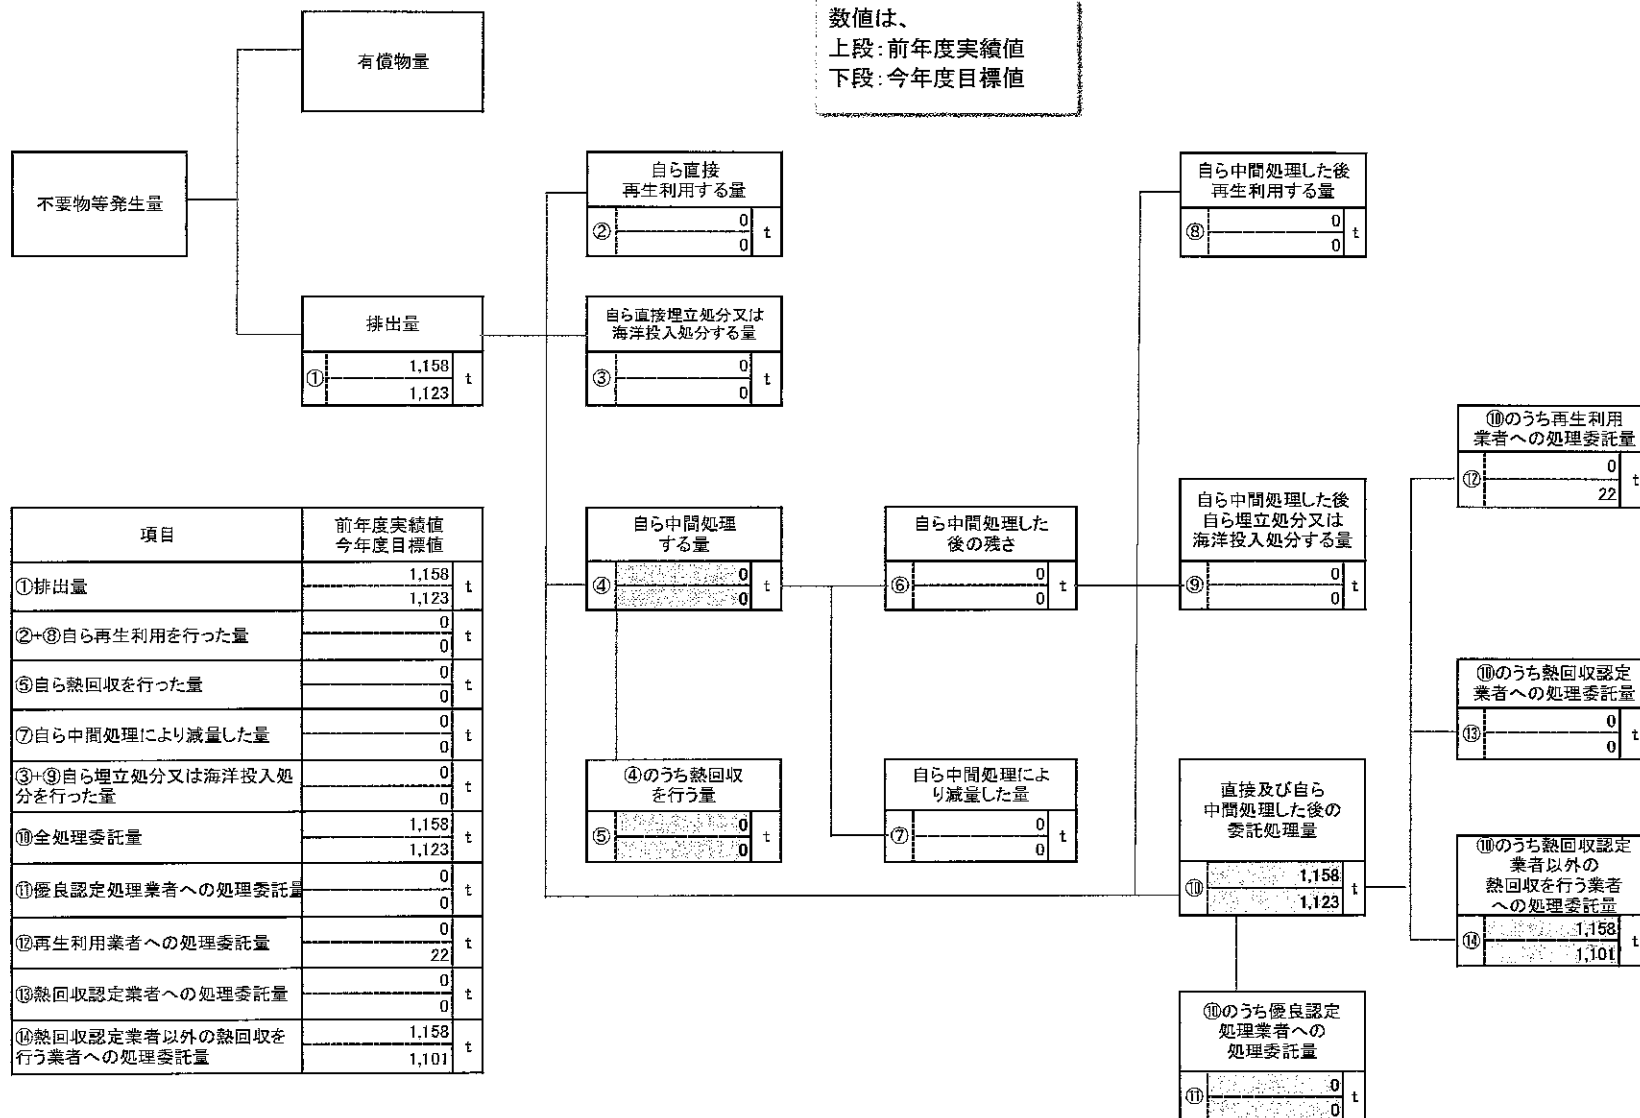 数値は、
上段:前年度実績値
下段:今年度目標値
有償物量
不要物等発生量
排出量
① 1,158 t
1,123
自ら直接
再生利用する量
② 0 t
0
自ら直接埋立処分又は
海洋投入処分する量
③ 0 t
0
自ら中間処理
する量
④ 0 t
0
④のうち熱回収
を行う量
⑤ 0 t
0
自ら中間処理した
後の残さ
⑥ 0 t
0
自ら中間処理によ
り減量した量
⑦ 0 t
0
自ら中間処理した後
再生利用する量
⑧ 0 t
0
自ら中間処理した後
自ら埋立処分又は
海洋投入処分する量
⑨ 0 t
0
直接及び自ら
中間処理した後の
委託処理量
⑩ 1,158 t
1,123
⑩のうち優良認定
処理業者への
処理委託量
⑪ 0 t
0
⑩のうち再生利用
業者への処理委託量
⑫ 0 t
22
⑩のうち熱回収認定
業者への処理委託量
⑬ 0 t
0
⑩のうち熱回収認定
業者以外の
熱回収を行う業者
への処理委託量
⑭ 1,158 t
1,101
項目 前年度実績値
今年度目標値
①排出量 1,158 t
1,123
②+⑧自ら再生利用を行った量 0 t
0
⑤自ら熱回収を行った量 0 t
0
⑦自ら中間処理により減量した量 0 t
0
③+⑨自ら埋立処分又は海洋投入処 0 t
分を行った量 0
⑩全処理委託量 1,158 t
1,123
⑪優良認定処理業者への処理委託量 0 t
0
⑫再生利用業者への処理委託量 0 t
22
⑬熱回収認定業者への処理委託量 0 t
0
⑭熱回収認定業者以外の熱回収を 1,158 t
行う業者への処理委託量 1,101